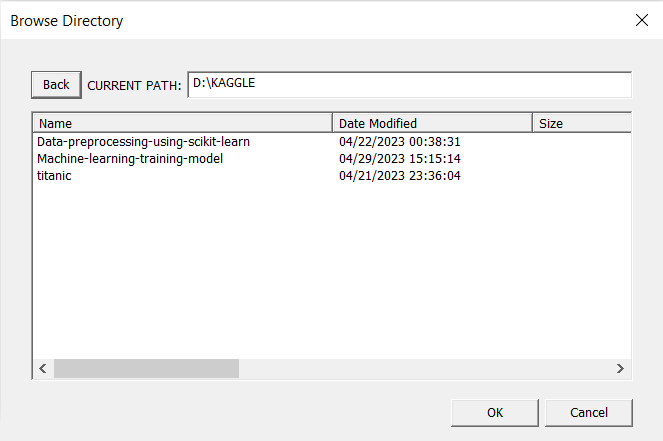 Browse Directory
Back CURRENT PATH: D:\KAGGLE
Name Date Modified Size
Data-preprocessing-using-scikit-learn 04/22/2023 00:38:31
Machine-learning-training-model 04/29/2023 15:15:14
titanic 04/21/2023 23:36:04
OK Cancel